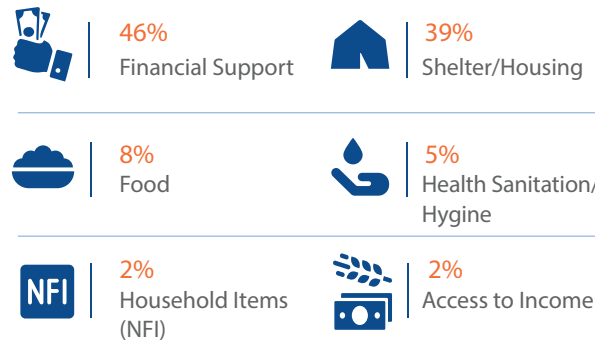 46%
Financial Support
39%
Shelter/Housing
8%
Food
5%
Health Sanitation/
Hygine
NFI
2%
Household Items
(NFI)
2%
Access to Income